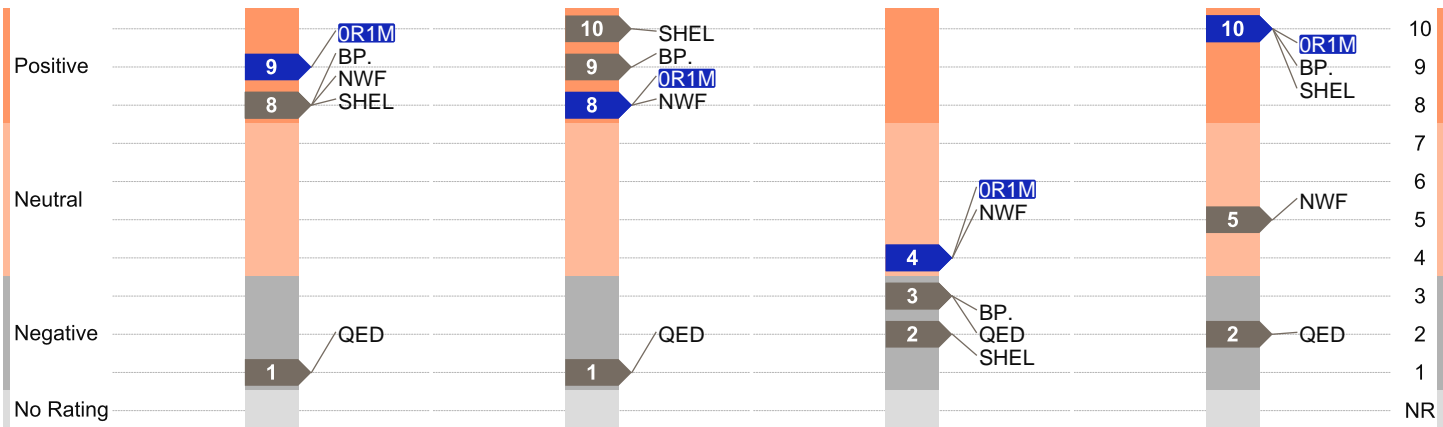 Positive
Neutral
Negative
No Rating
9
0R1M
8
BP.
NWF
SHEL
1
QED
10
SHEL
9
BP.
8
0R1M
NWF
1
QED
4
0R1M
NWF
3
BP.
QED
2
SHEL
10
0R1M
BP.
SHEL
5
NWF
2
QED
10
9
8
7
6
5
4
3
2
1
NR